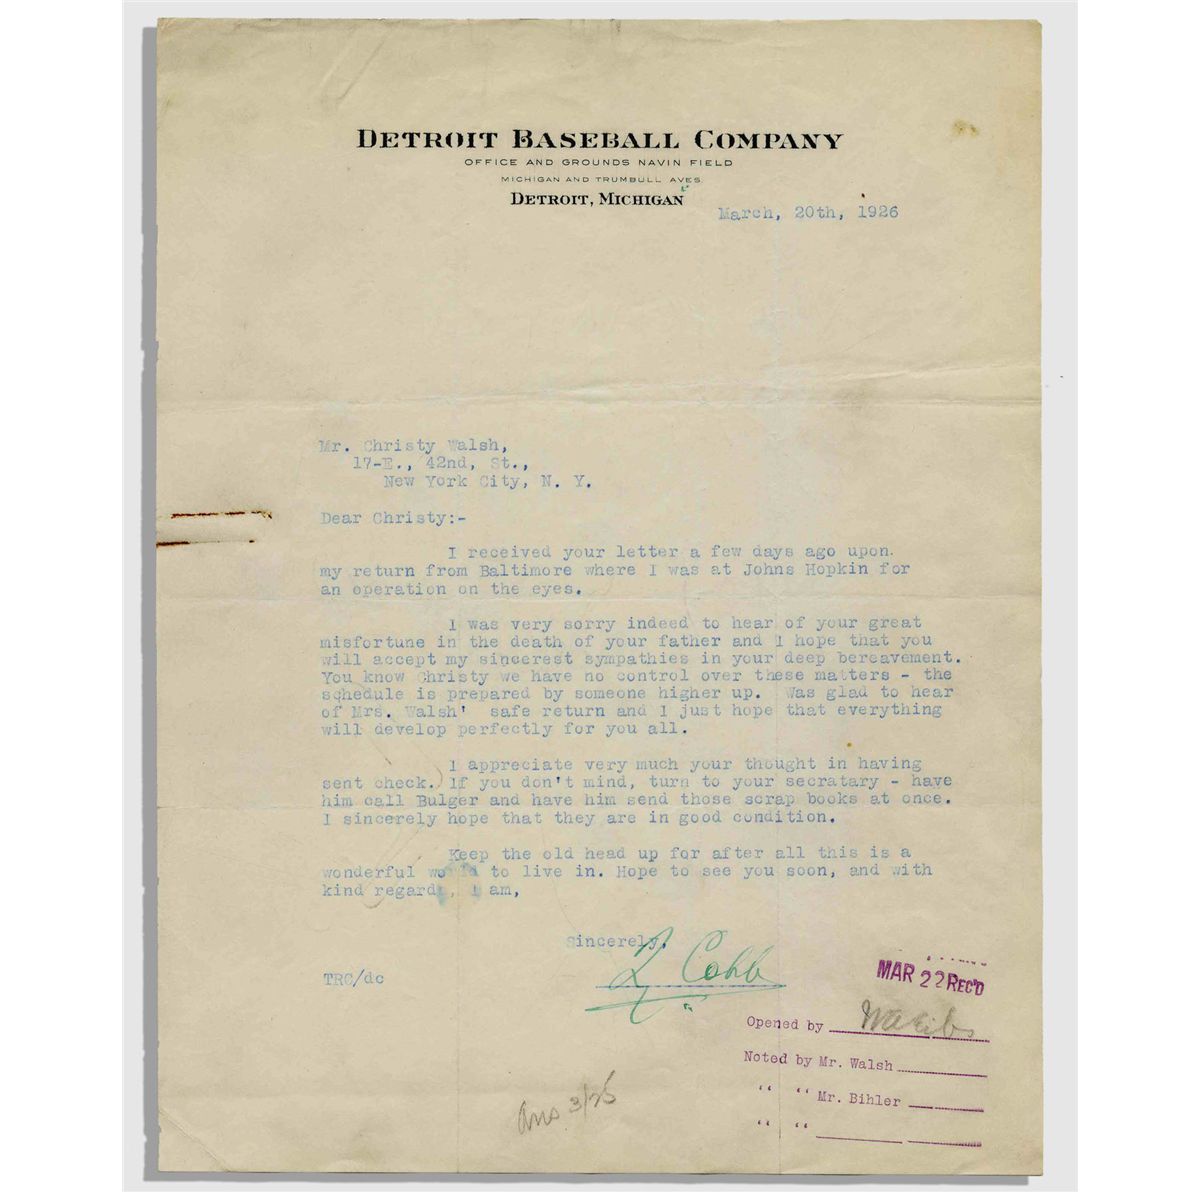 DETROIT BASEBALL COMPANY
OFFICE AND GROUNDS NAVIN FIELD
MICHIGAN AND TRUMBULL AVES.
DETROIT, MICHIGAN
March, 20th, 1926
Mr. Christy Walsh,
17-E., 42nd, St.,
New York City, N. Y.
Dear Christy:-
I received your letter a few days ago upon.
my return from Baltimore where I was at Johns Hopkin for
an operation on the eyes.
I was very sorry indeed to hear of your great
misfortune in the death of your father and I hope that you
will accept my sincerest sympathies in your deep bereavement.
You know Christy we have no control over these matters - the
schedule is prepared by someone higher up. Was glad to hear
of Mrs. Walsh' safe return and I just hope that everything
will develop perfectly for you all.
I appreciate very much your thought in having
sent check. If you don't mind, turn to your secratary - have
him call Bulger and have him send those scrap books at once.
I sincerely hope that they are in good condition.
Keep the old head up for after all this is a
wonderful world to live in. Hope to see you soon, and with
kind regards, I am,
Sincerely,
Cobb
TRC/dc
MAR 22 REC'D
Opened by
Noted by Mr. Walsh
" " Mr. Bihler
" "
Ans 3/26